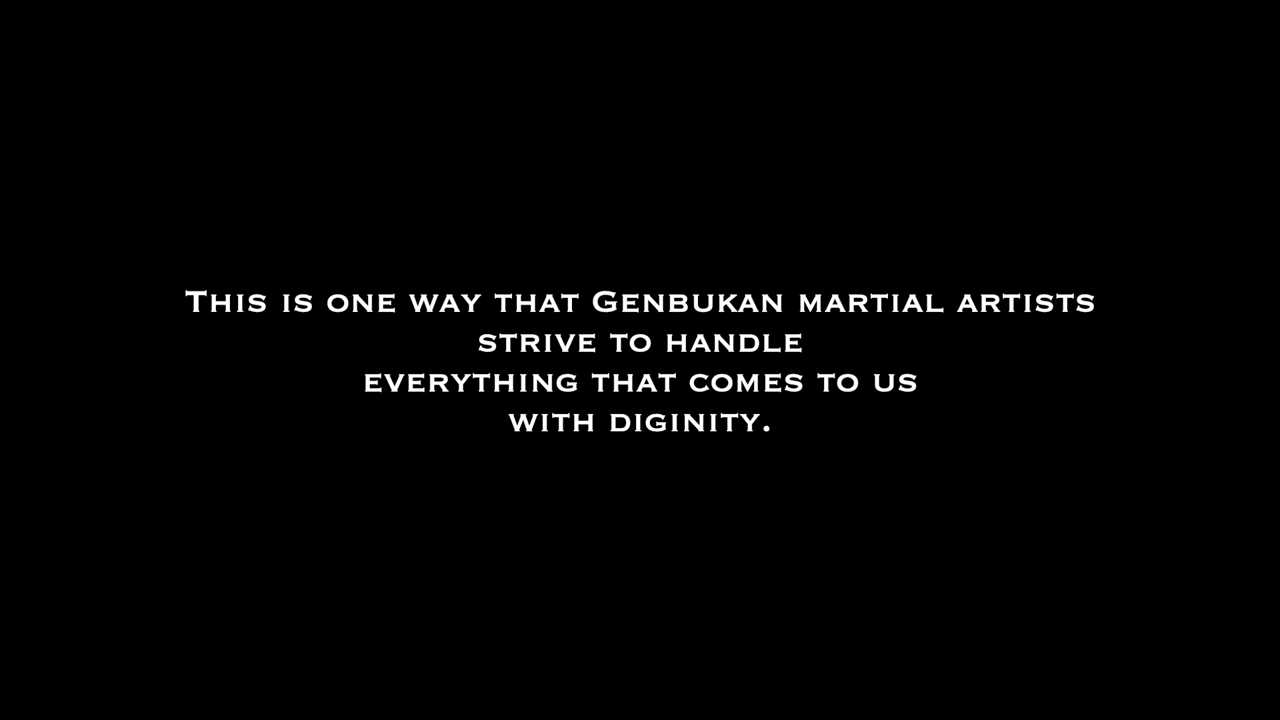 This is one way that Genbukan martial artists
strive to handle
everything that comes to us
with diginity.